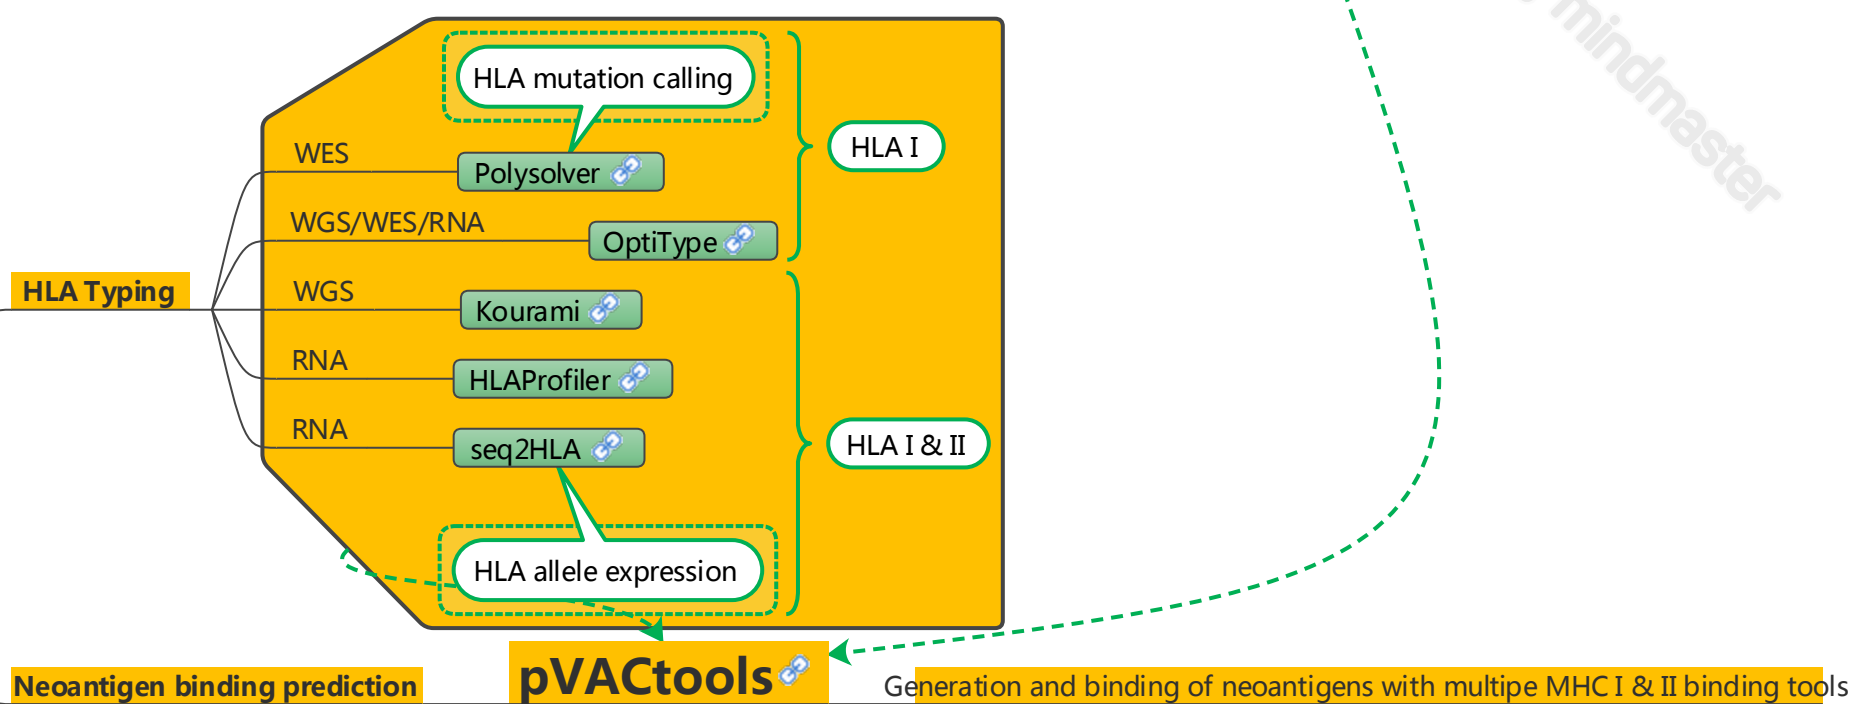 HLA mutation calling
HLA I
WES
Polysolver
WGS/WES/RNA
OptiType
HLA Typing
WGS
Kourami
RNA
HLAProfiler
RNA
seq2HLA
HLA I & II
HLA allele expression
mindmaster
Neoantigen binding prediction
pVACtools
Generation and binding of neoantigens with multipe MHC I & II binding tools